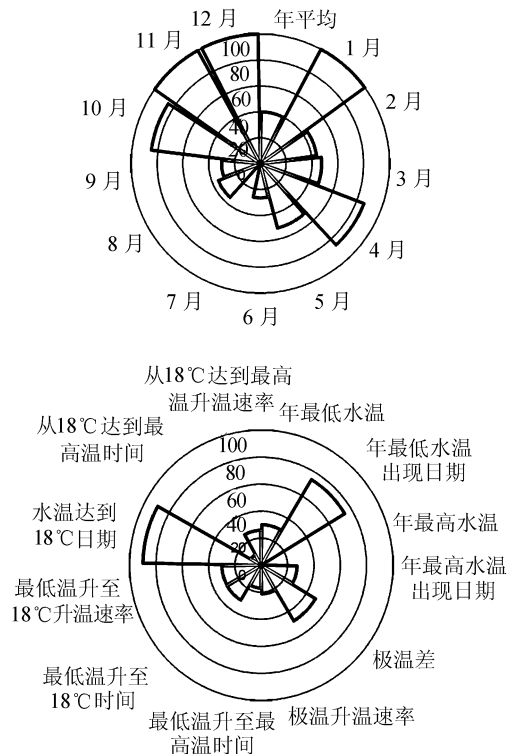 12 月
年平均
11 月
1 月
10 月
2 月
9 月
3 月
8 月
4 月
7 月
5 月
6 月
100
80
60
40
20
0
从18℃达到最高
温升温速率
年最低水温
从18℃达到最
高温时间
年最低水温
出现日期
水温达到
18℃日期
年最高水温
最低温升至
18℃升温速率
年最高水温
出现日期
最低温升至
18℃时间
极温差
最低温升至最
高温时间
极温升温速率
100
80
60
40
20
0